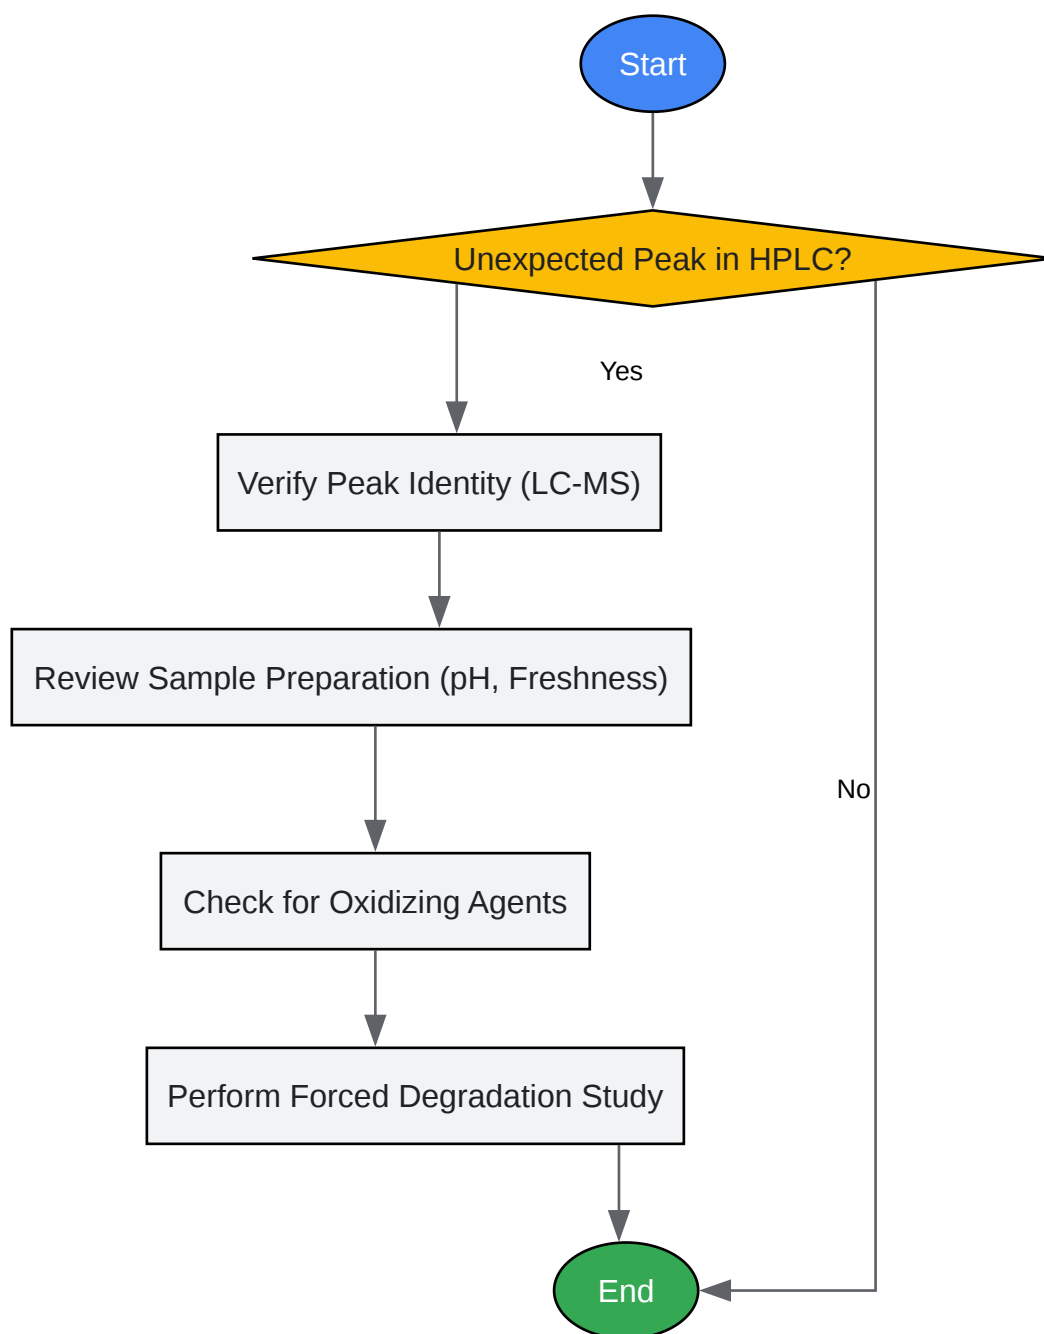 Start
Unexpected Peak in HPLC?
Yes
Verify Peak Identity (LC-MS)
Review Sample Preparation (pH, Freshness)
No
Check for Oxidizing Agents
Perform Forced Degradation Study
End